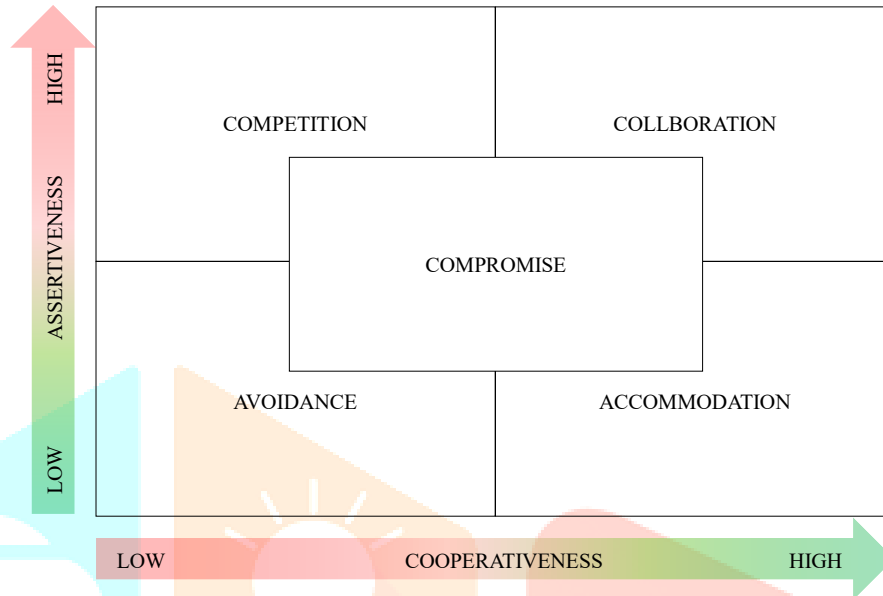 HIGH
COMPETITION
COLLBORATION
ASSERTIVENESS
COMPROMISE
AVOIDANCE
ACCOMMODATION
LOW
LOW COOPERATIVENESS HIGH